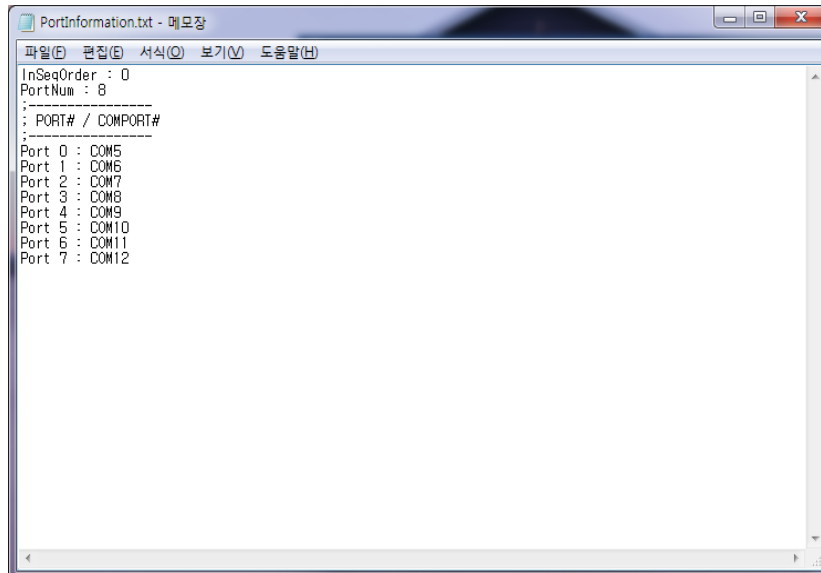 PortInformation.txt - 메모장
파일(F) 편집(E) 서식(O) 보기(V) 도움말(H)
InSeqOrder : 0
PortNum : 8
;----------------
; PORT# / COMPORT#
;----------------
Port 0 : COM5
Port 1 : COM6
Port 2 : COM7
Port 3 : COM8
Port 4 : COM9
Port 5 : COM10
Port 6 : COM11
Port 7 : COM12